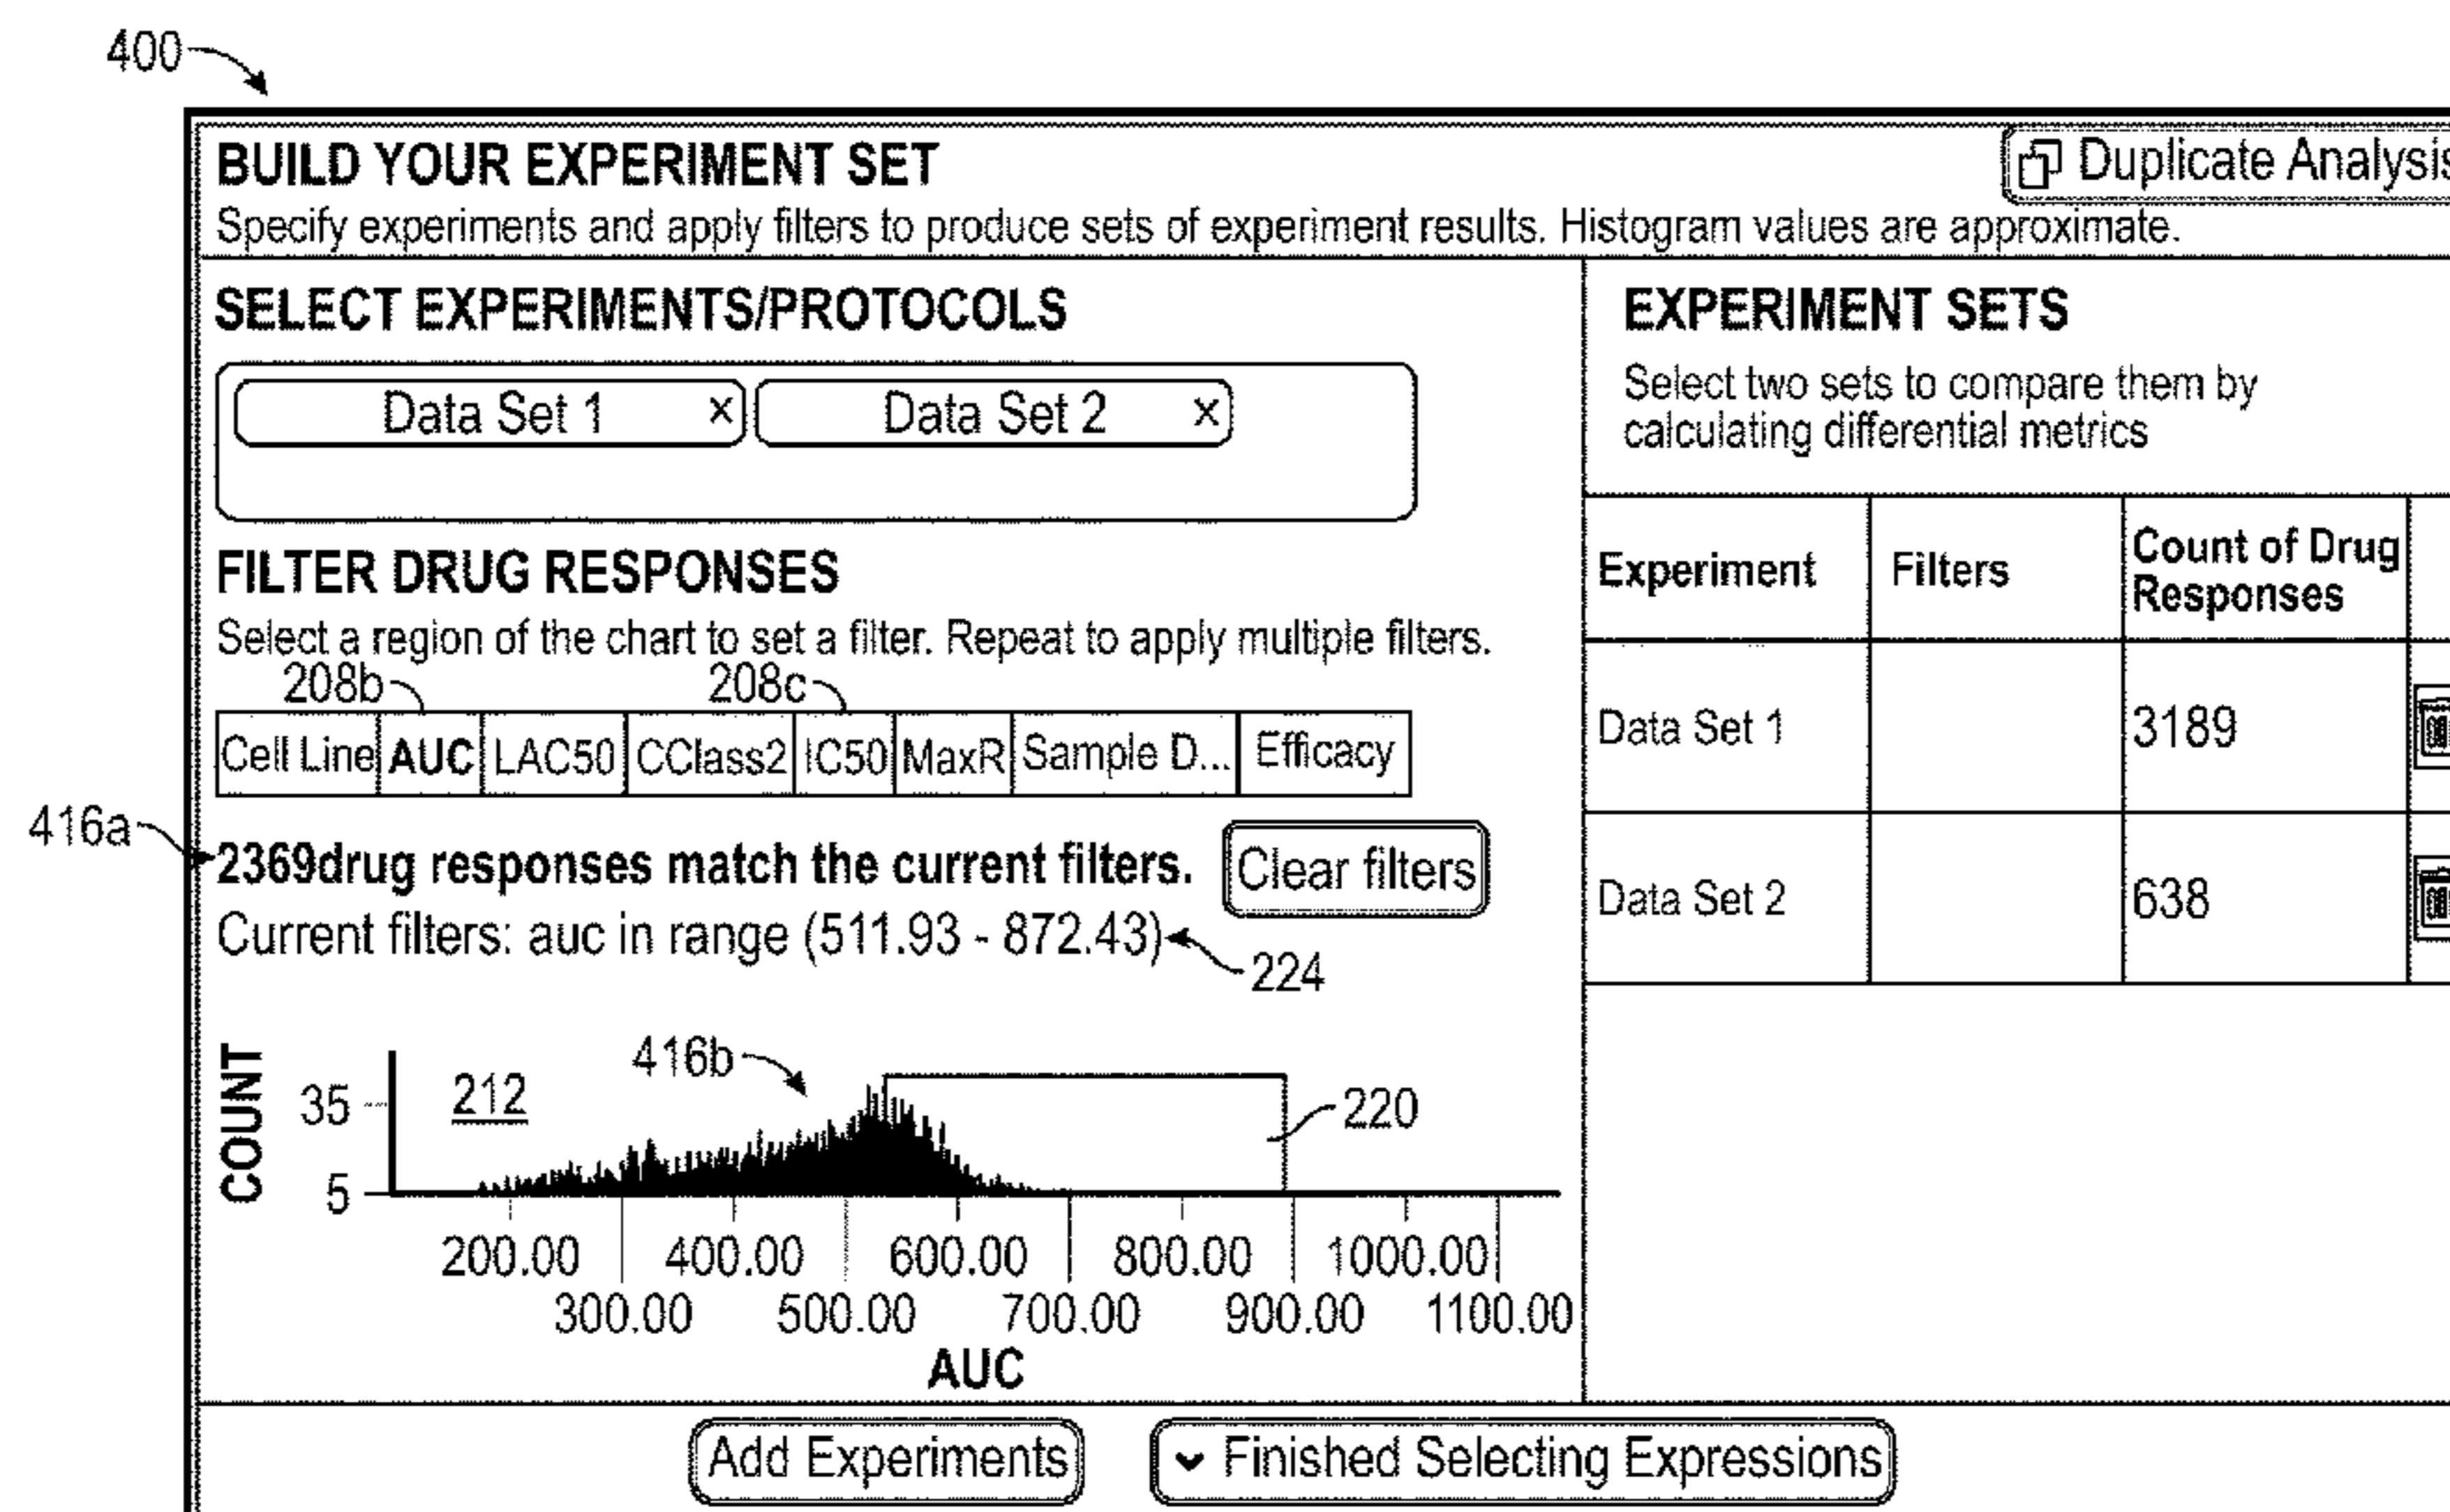 400
BUILD YOUR EXPERIMENT SET
Duplicate Analysis
Specify experiments and apply filters to produce sets of experiment results. Histogram values are approximate.
SELECT EXPERIMENTS/PROTOCOLS
Data Set 1 x Data Set 2 x
FILTER DRUG RESPONSES
Select a region of the chart to set a filter. Repeat to apply multiple filters.
208b 208c
Cell Line AUC LAC50 CClass2 IC50 MaxR Sample D... Efficacy
416a
2369drug responses match the current filters. Clear filters
Current filters: auc in range (511.93 - 872.43)
224
COUNT
35
5
212
416b
220
200.00 400.00 600.00 800.00 1000.00
300.00 500.00 700.00 900.00 1100.00
AUC
EXPERIMENT SETS
Select two sets to compare them by
calculating differential metrics
Experiment Filters Count of Drug Responses
Data Set 1 3189
Data Set 2 638
Add Experiments Finished Selecting Expressions